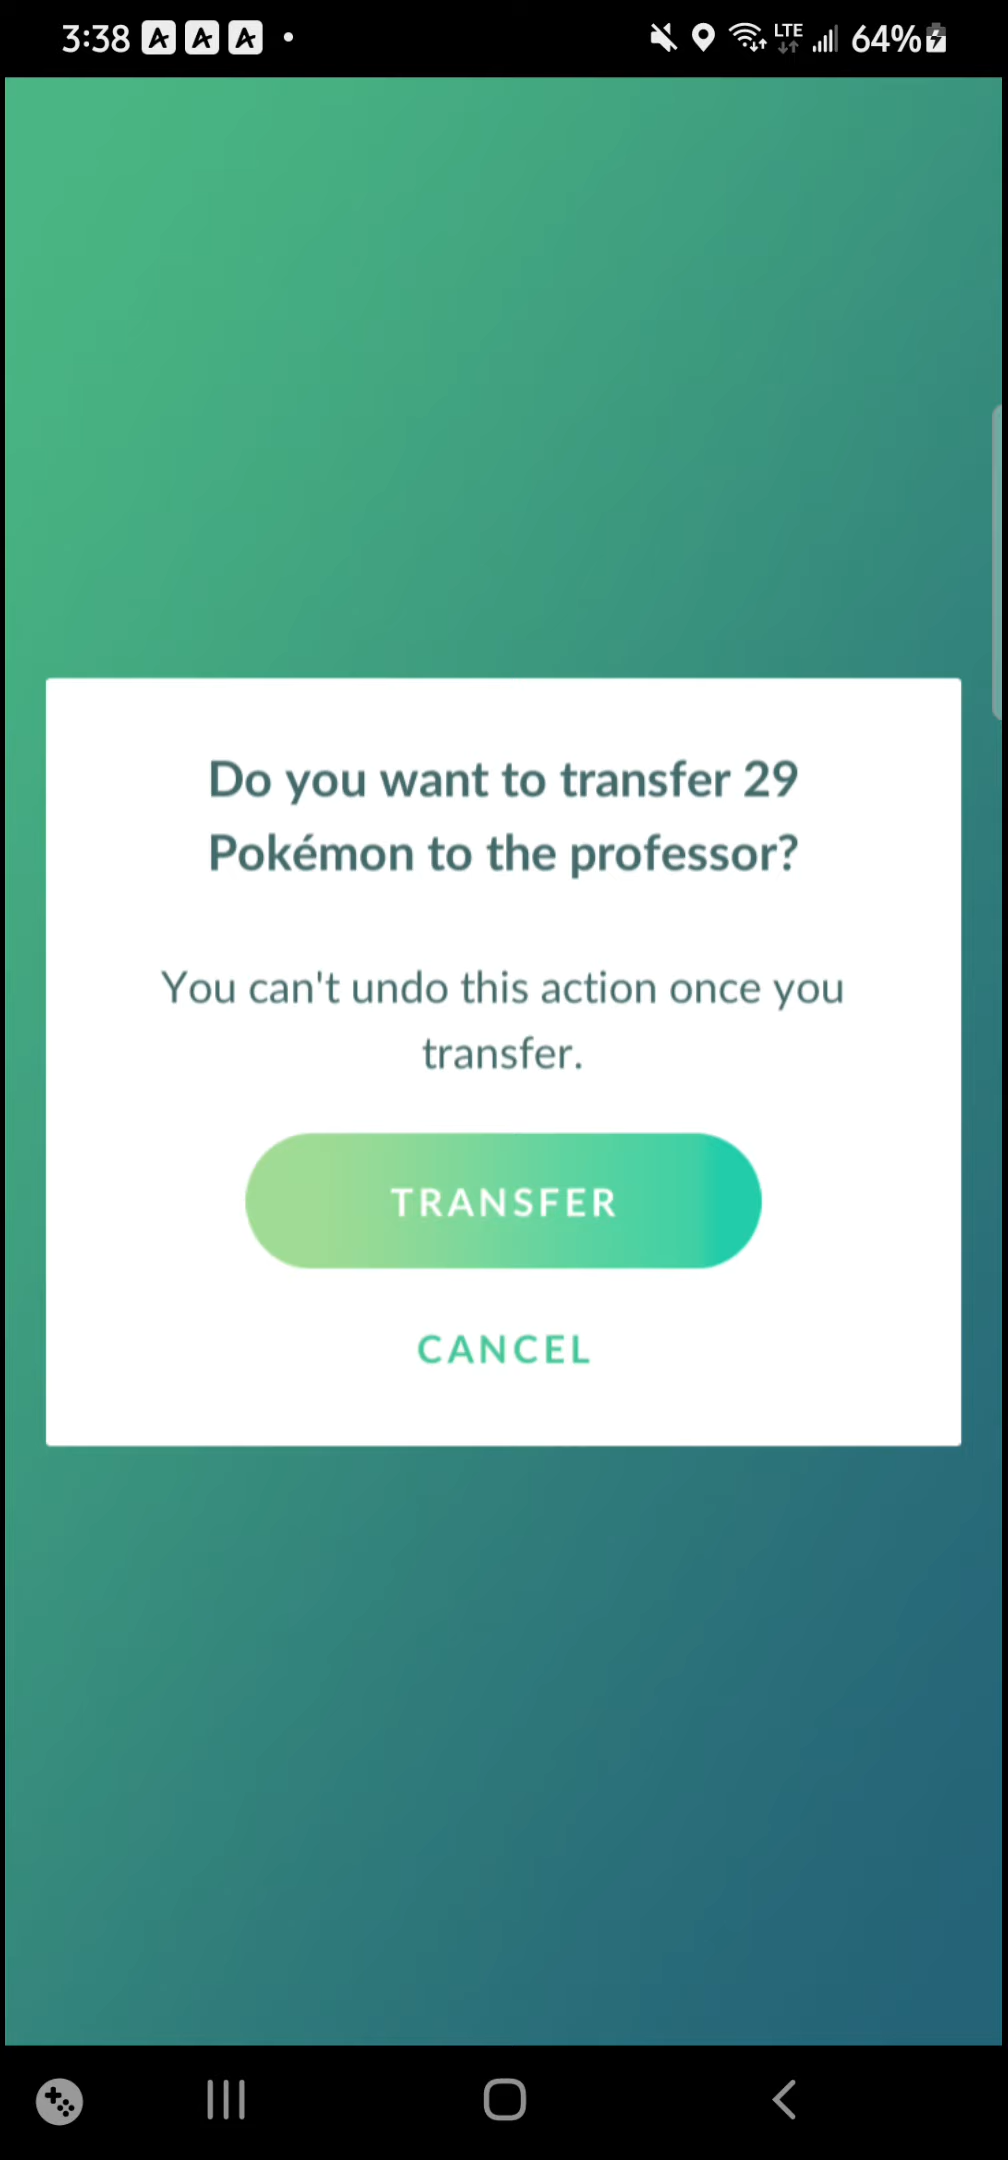 3:38
LTE
64%
Do you want to transfer 29
Pokémon to the professor?
You can't undo this action once you
transfer.
TRANSFER
CANCEL